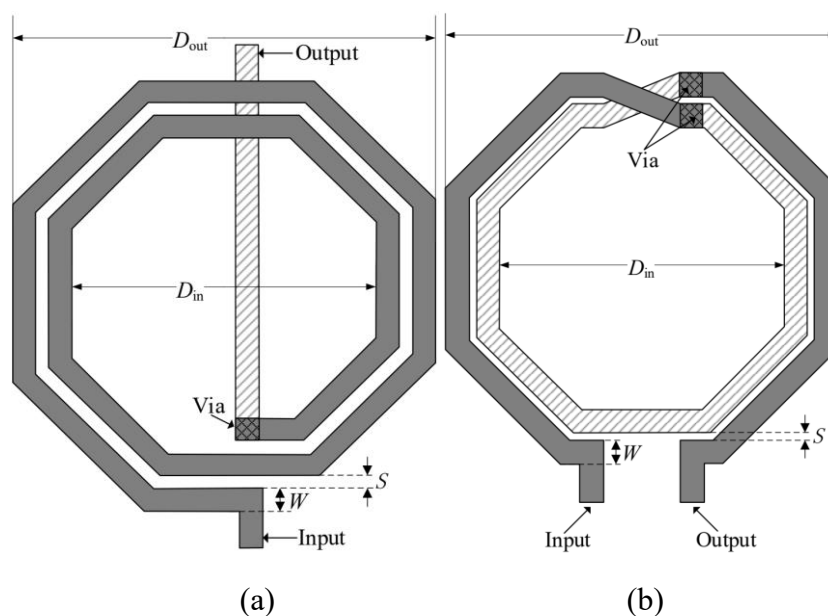 D_out
Output
D_in
Via
S
W
Input
(a)
D_out
Via
D_in
S
W
Input
Output
(b)